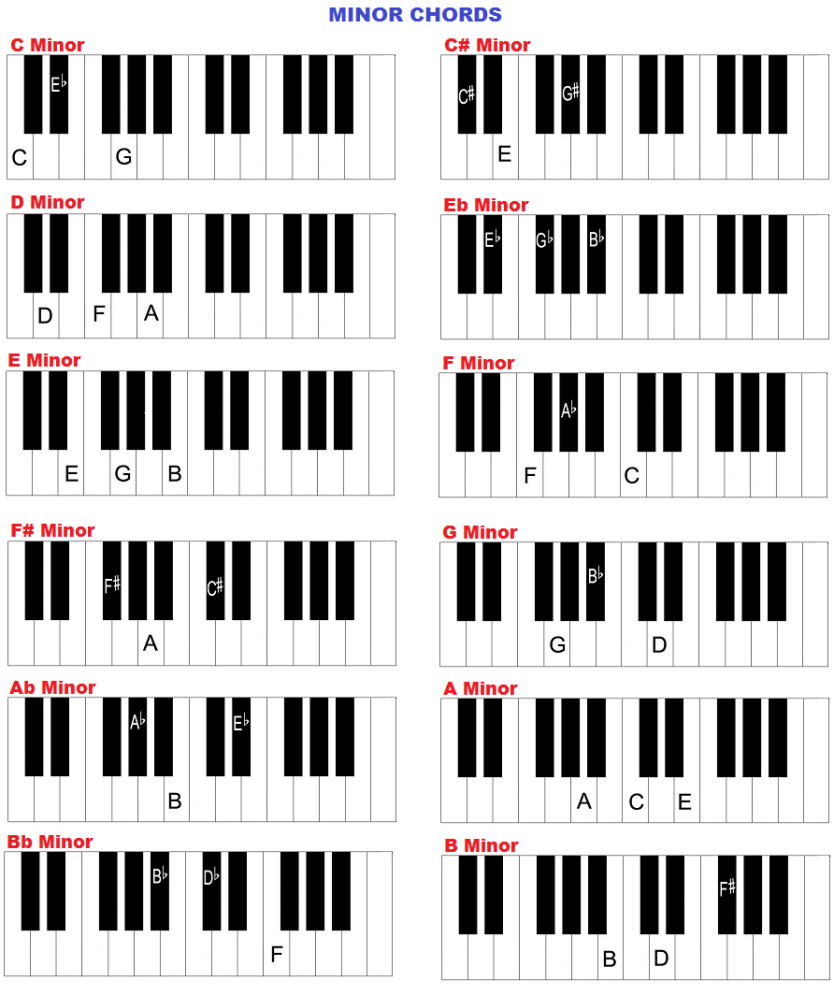 MINOR CHORDS
C Minor
E♭
C G
C# Minor
C# G#
E
D Minor
D F A
Eb Minor
E♭ G♭ B♭
E Minor
E G B
F Minor
A♭
F C
F# Minor
F# C#
A
G Minor
B♭
G D
Ab Minor
A♭ E♭
B
A Minor
A C E
Bb Minor
B♭ D♭
F
B Minor
F#
B D